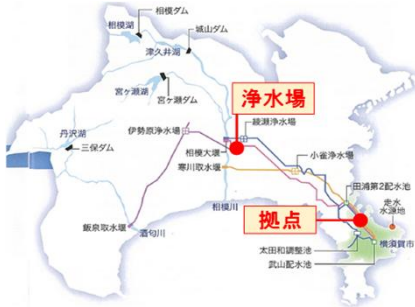 相模ダム
相模湖
城山ダム
津久井湖
宮ヶ瀬湖
宮ヶ瀬ダム
浄水場
丹沢湖
三保ダム
伊勢原浄水場
綾瀬浄水場
相模大堰
寒川取水堰
小雀浄水場
田浦第2配水池
走水
水源地
飯泉取水堰
酒匂川
相模川
拠点
横須賀市
太田和調整池
武山配水池